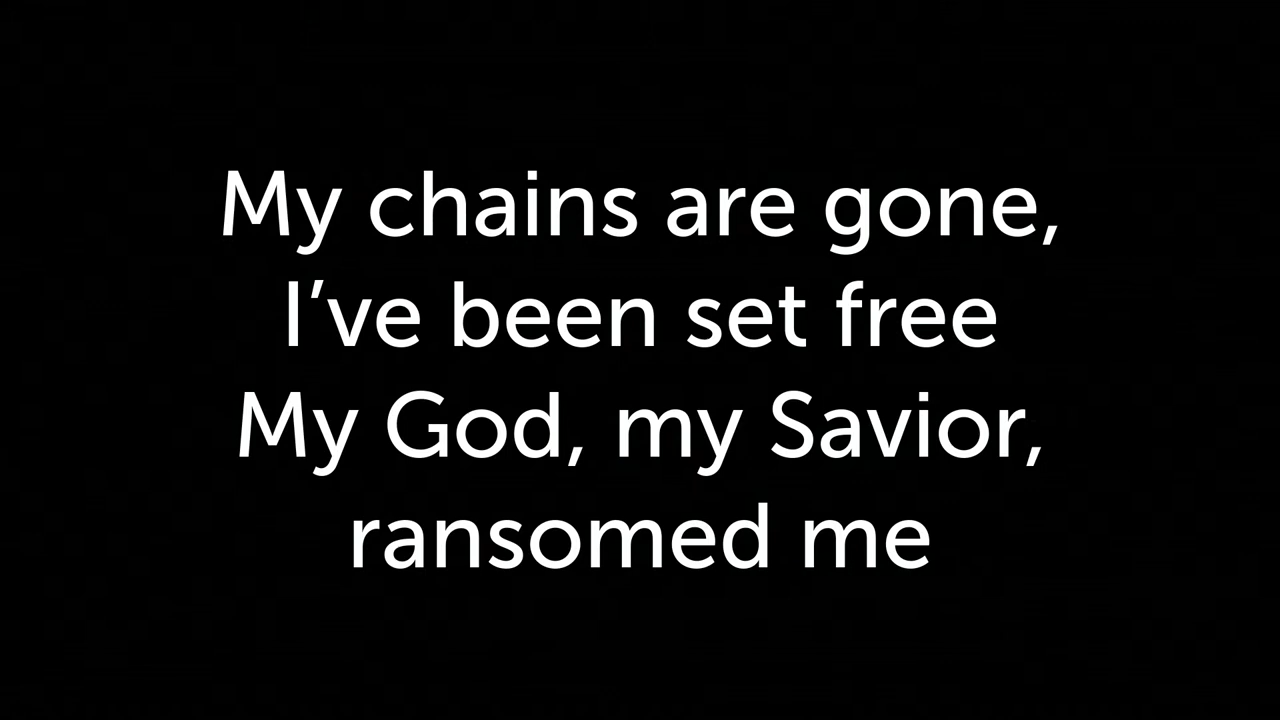 My chains are gone,
I’ve been set free
My God, my Savior,
ransomed me